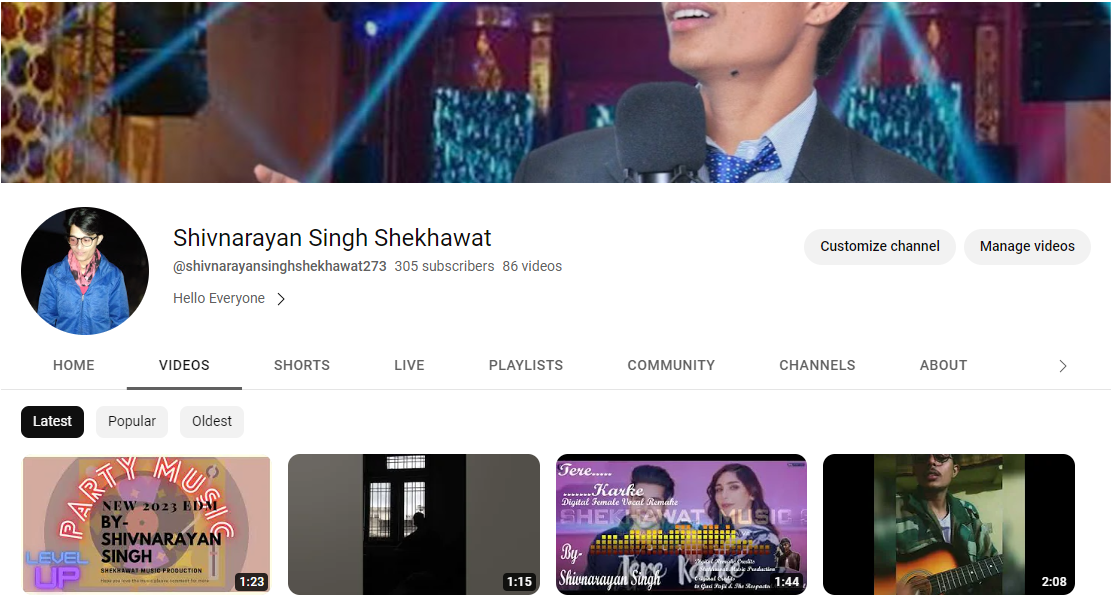 Shivnarayan Singh Shekhawat
@shivnarayansinghshekhawat273 305 subscribers 86 videos
Hello Everyone
Customize channel
Manage videos
HOME
VIDEOS
SHORTS
LIVE
PLAYLISTS
COMMUNITY
CHANNELS
ABOUT
Latest
Popular
Oldest
PARTY MUSIC
NEW 2023 EDM
BY-
SHIVNARAYAN
SINGH
SHEKHAWAT MUSIC PRODUCTION
LEVEL
UP
1:23
1:15
Tere.....
.......Karke
Digital Female Vocal Remake
SHEKHAWAT MUSIC
By-
Shivnarayan Singh
Tere
Shekhawat Music Production
1:44
2:08